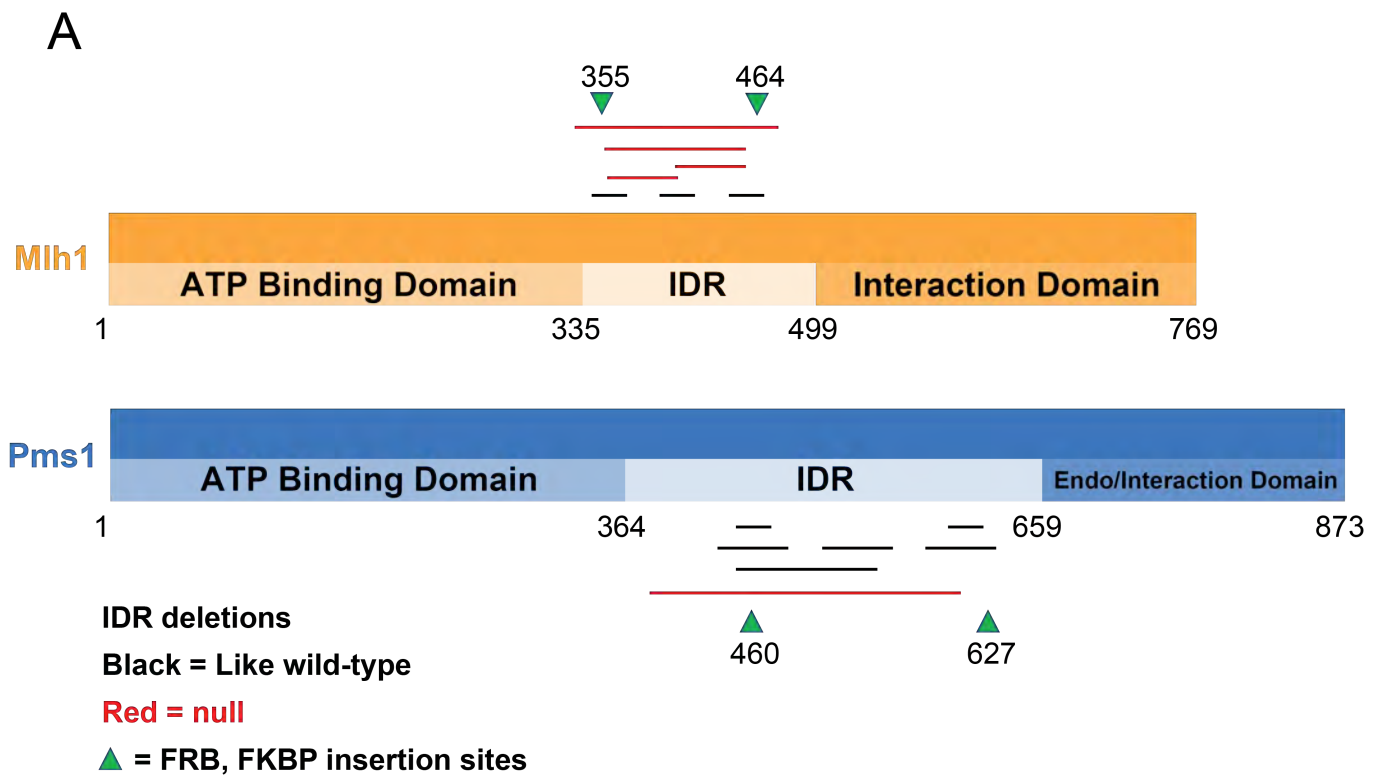 A
355 464
Mlh1
ATP Binding Domain IDR Interaction Domain
1 335 499 769
Pms1
ATP Binding Domain IDR Endo/Interaction Domain
1 364 659 873
IDR deletions
Black = Like wild-type
460 627
Red = null
= FRB, FKBP insertion sites